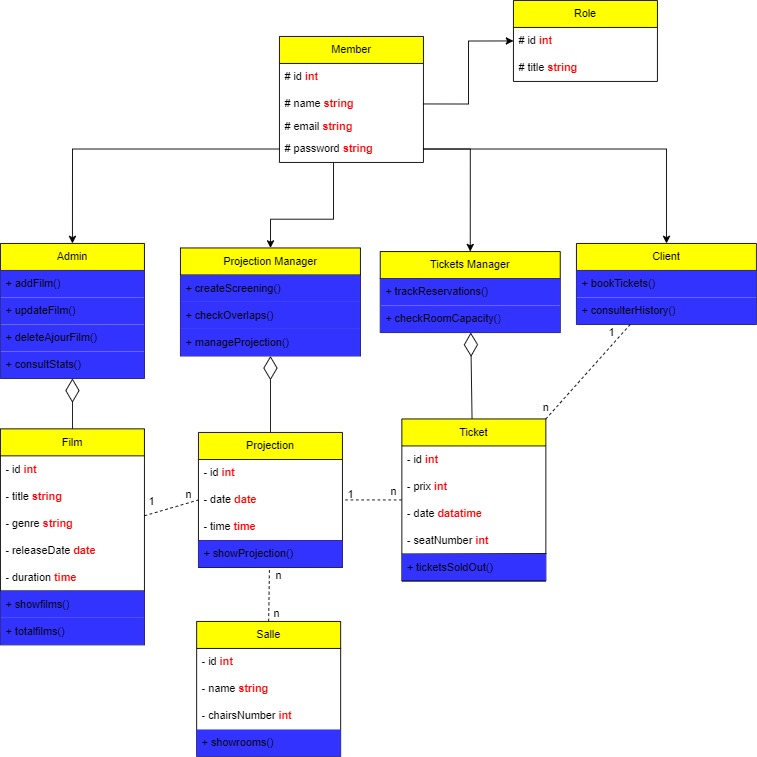 Role
# id int
# title string
Member
# id int
# name string
# email string
# password string
Admin
+ addFilm()
+ updateFilm()
+ deleteAjourFilm()
+ consultStats()
Projection Manager
+ createScreening()
+ checkOverlaps()
+ manageProjection()
Tickets Manager
+ trackReservations()
+ checkRoomCapacity()
Client
+ bookTickets()
+ consulterHistory()
1
n
Film
- id int
- title string
- genre string
- releaseDate date
- duration time
+ showfilms()
+ totalfilms()
1
n
Projection
- id int
- date date
- time time
+ showProjection()
1
n
Ticket
- id int
- prix int
- date datatime
- seatNumber int
+ ticketsSoldOut()
n
n
Salle
- id int
- name string
- chairsNumber int
+ showrooms()